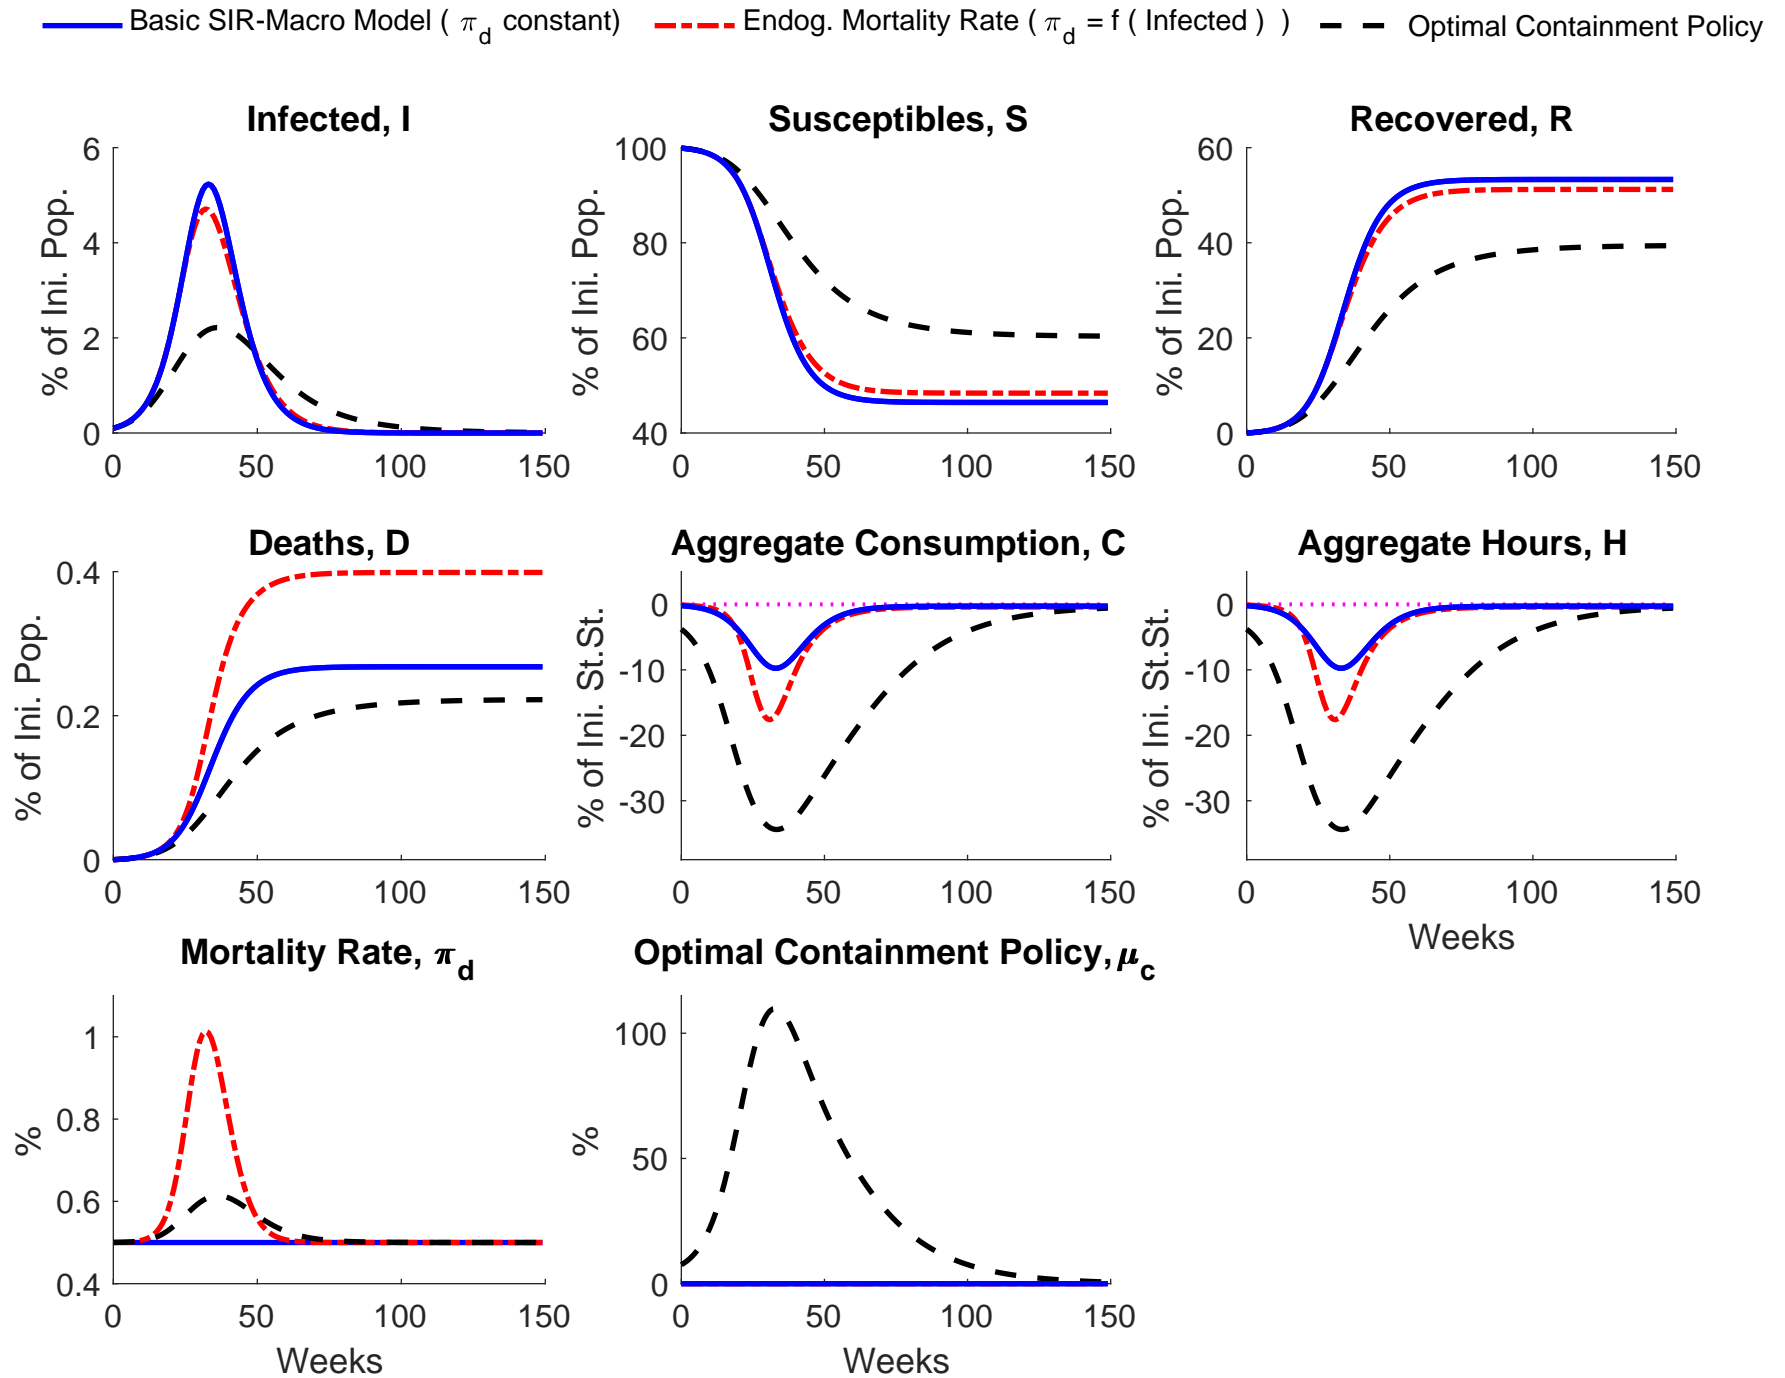 Basic SIR-Macro Model ( π_d constant) Endog. Mortality Rate ( π_d = f ( Infected ) ) Optimal Containment Policy
Infected, I
% of Ini. Pop.
6
4
2
0
0 50 100 150
Susceptibles, S
% of Ini. Pop.
100
80
60
40
0 50 100 150
Recovered, R
% of Ini. Pop.
60
40
20
0
0 50 100 150
Deaths, D
% of Ini. Pop.
0.4
0.2
0
0 50 100 150
Aggregate Consumption, C
% of Ini. St.St.
0
-10
-20
-30
0 50 100 150
Aggregate Hours, H
% of Ini. St.St.
0
-10
-20
-30
0 50 100 150
Weeks
Mortality Rate, π_d
%
1
0.8
0.6
0.4
0 50 100 150
Weeks
Optimal Containment Policy, μ_c
%
100
50
0
0 50 100 150
Weeks